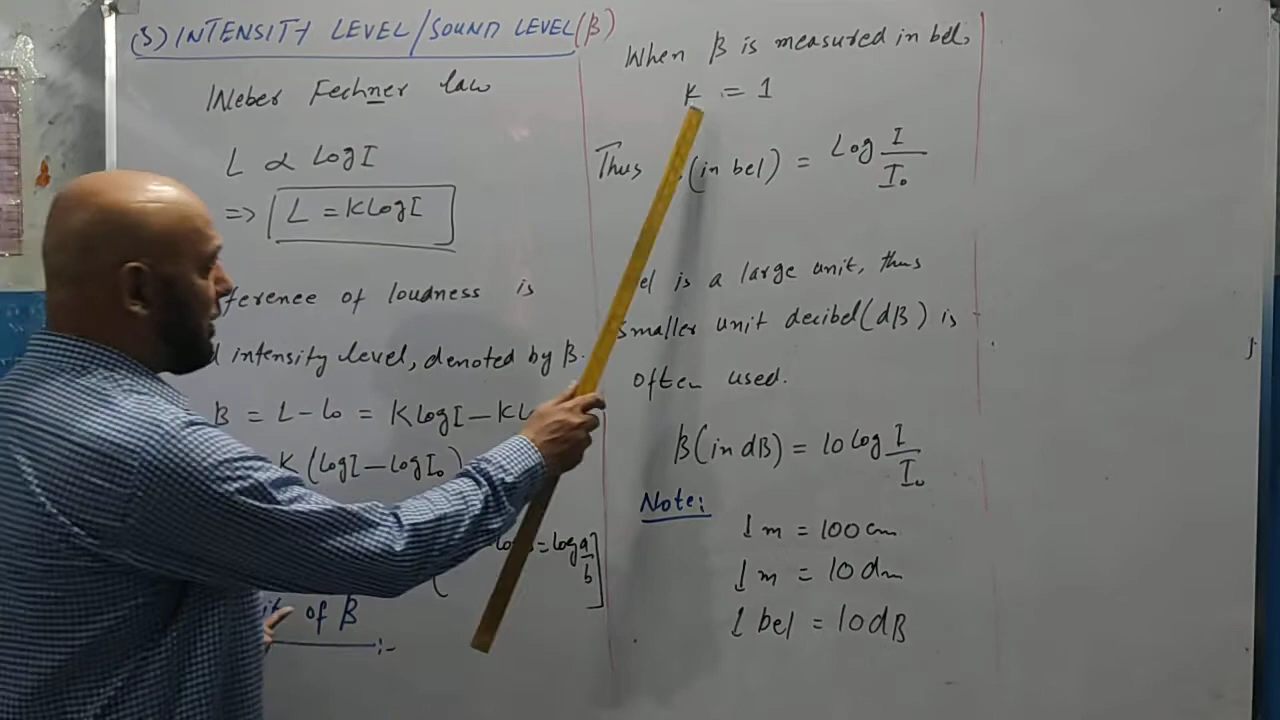 (3) INTENSITY LEVEL/SOUND LEVEL(β)
Weber Fechner law
L ∝ Log I
=> L = K Log I
ference of loudness is
d intensity level, denoted by β.
β = L - L₀ = K log I - K L
K (log I - log I₀)
= log a/b]
of β :-
When β is measured in bel,
K = 1
Thus (in bel) = Log I/I₀
el is a large unit, thus
smaller unit decibel(dB) is
often used.
β(in dB) = 10 log I/I₀
Note:
1 m = 100 cm
1 m = 10 dm
1 bel = 10 dB